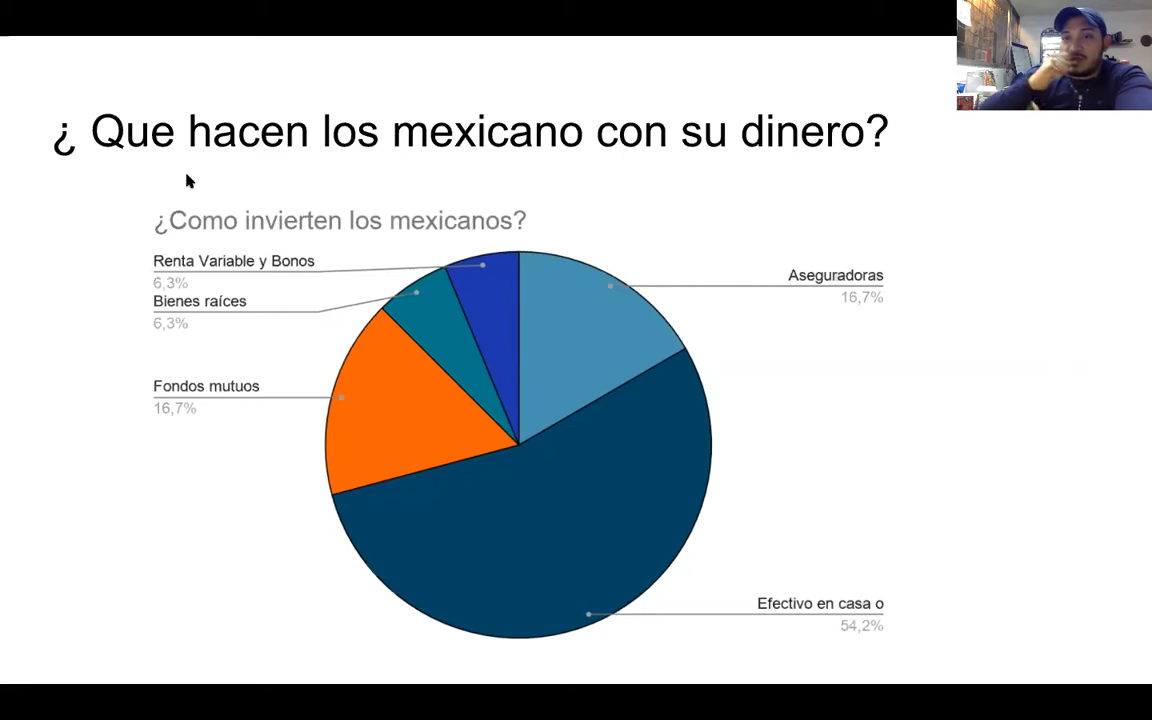 ¿ Que hacen los mexicano con su dinero?
¿Como invierten los mexicanos?
Renta Variable y Bonos
6,3%
Bienes raíces
6,3%
Fondos mutuos
16,7%
Aseguradoras
16,7%
Efectivo en casa o
54,2%